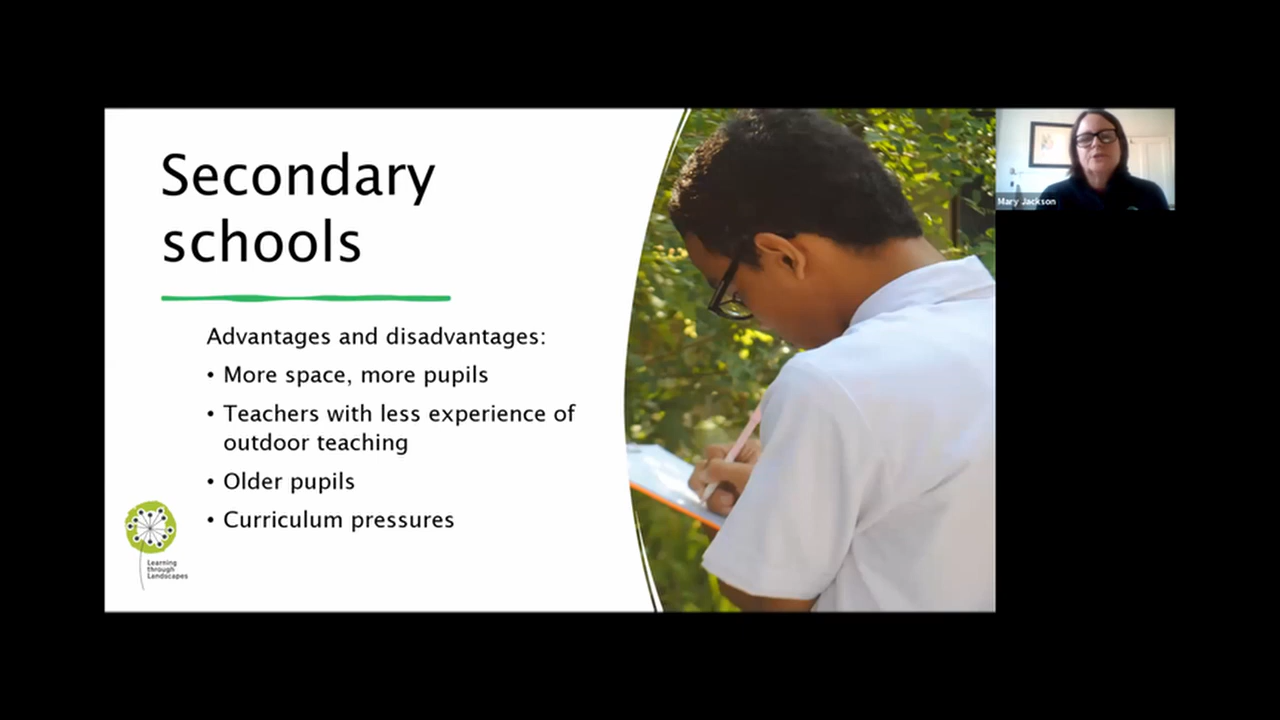 Secondary
schools
Advantages and disadvantages:
• More space, more pupils
• Teachers with less experience of
outdoor teaching
• Older pupils
• Curriculum pressures
Learning
through
Landscapes
Mary Jackson